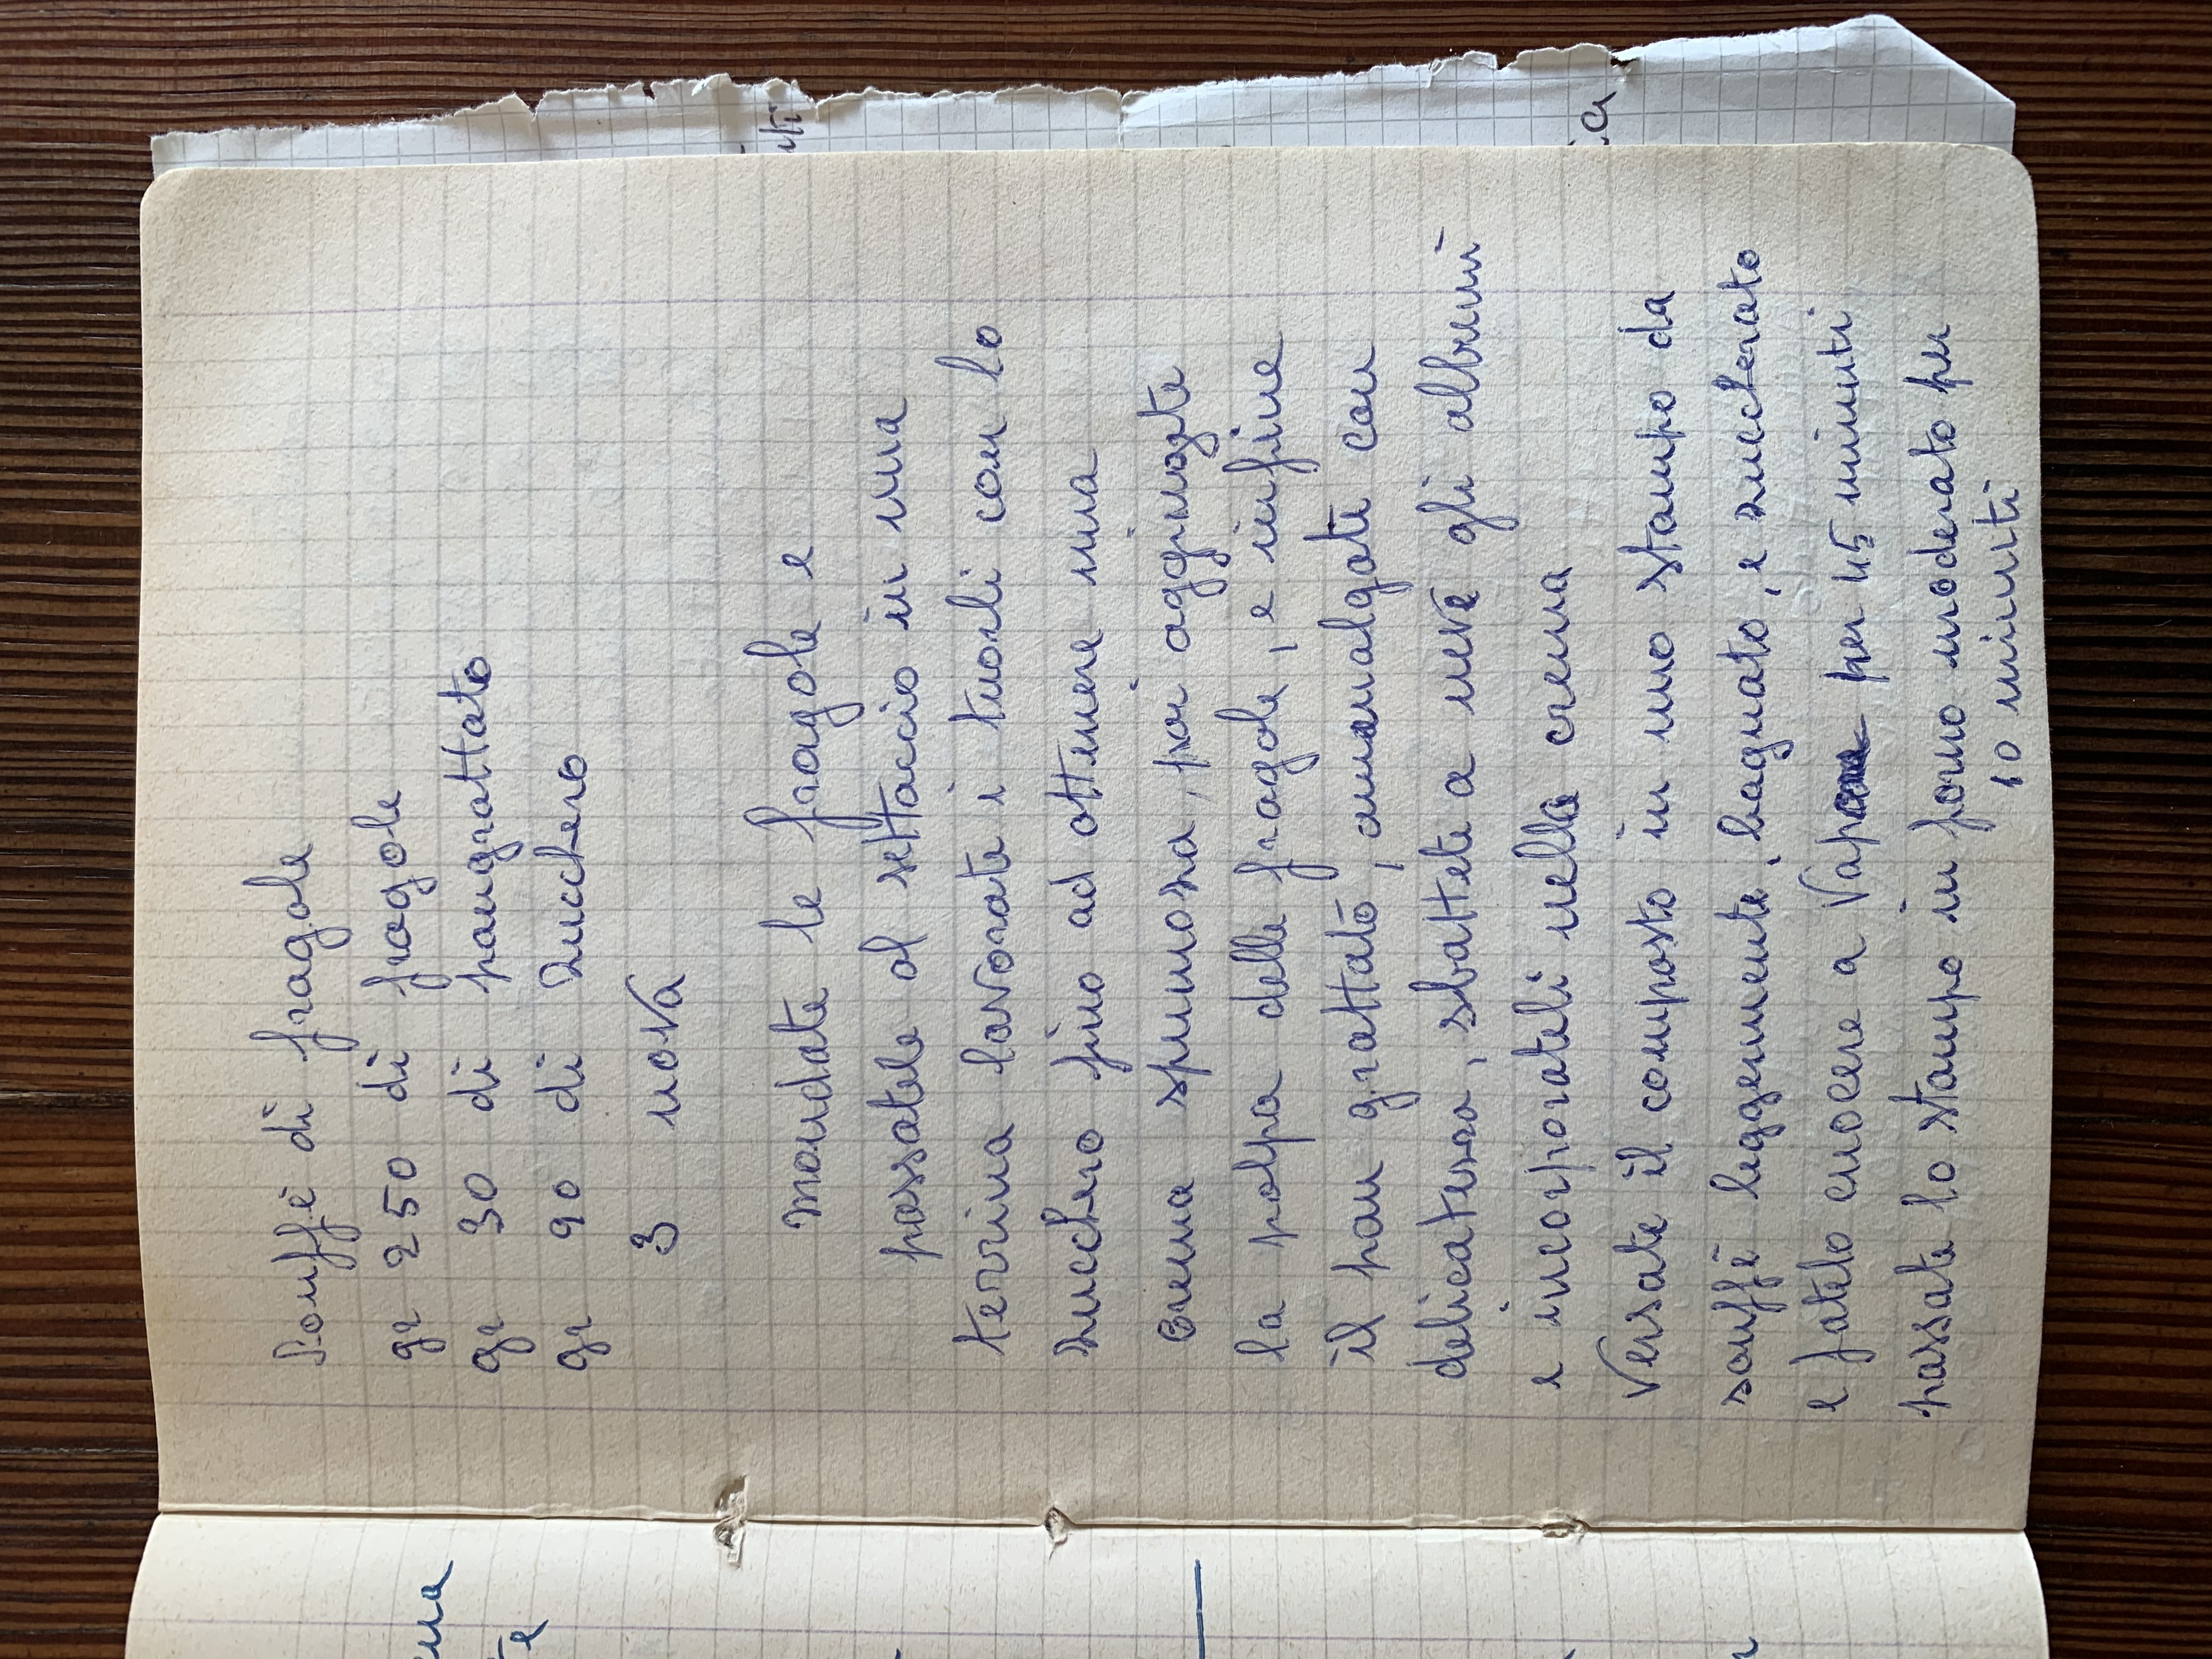 Souffè di fragole
gr 250 di fragole
gr 30 di pangrattato
gr 90 di Zucchero
3 uova
Mondate le fragole e
passatele al settaccio in una
terrina lavorate i tuorli con lo
zucchero fino ad ottenere una
crema spumosa, poi aggiungete
la polpa delle fragole, e infine
il pan grattato, amamalgate con
delicatezza, sbattete a neve gli albumi
e incorporateli nella crema
Versate il composto in uno stampo da
souffè leggermente, bagnato, e zuccherato
e fatelo cuocere a Vapore per 45 minuti
passate lo stampo in forno moderato per
10 minuti